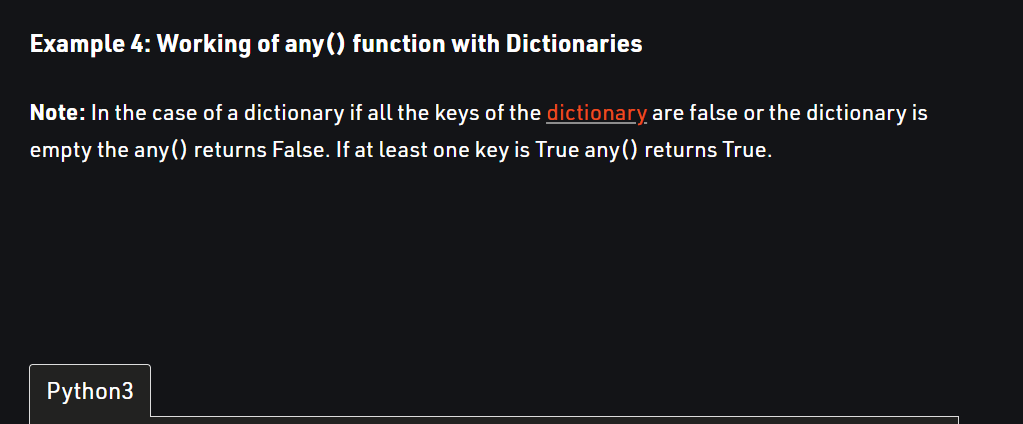 Example 4: Working of any() function with Dictionaries
Note: In the case of a dictionary if all the keys of the dictionary are false or the dictionary is
empty the any() returns False. If at least one key is True any() returns True.
Python3